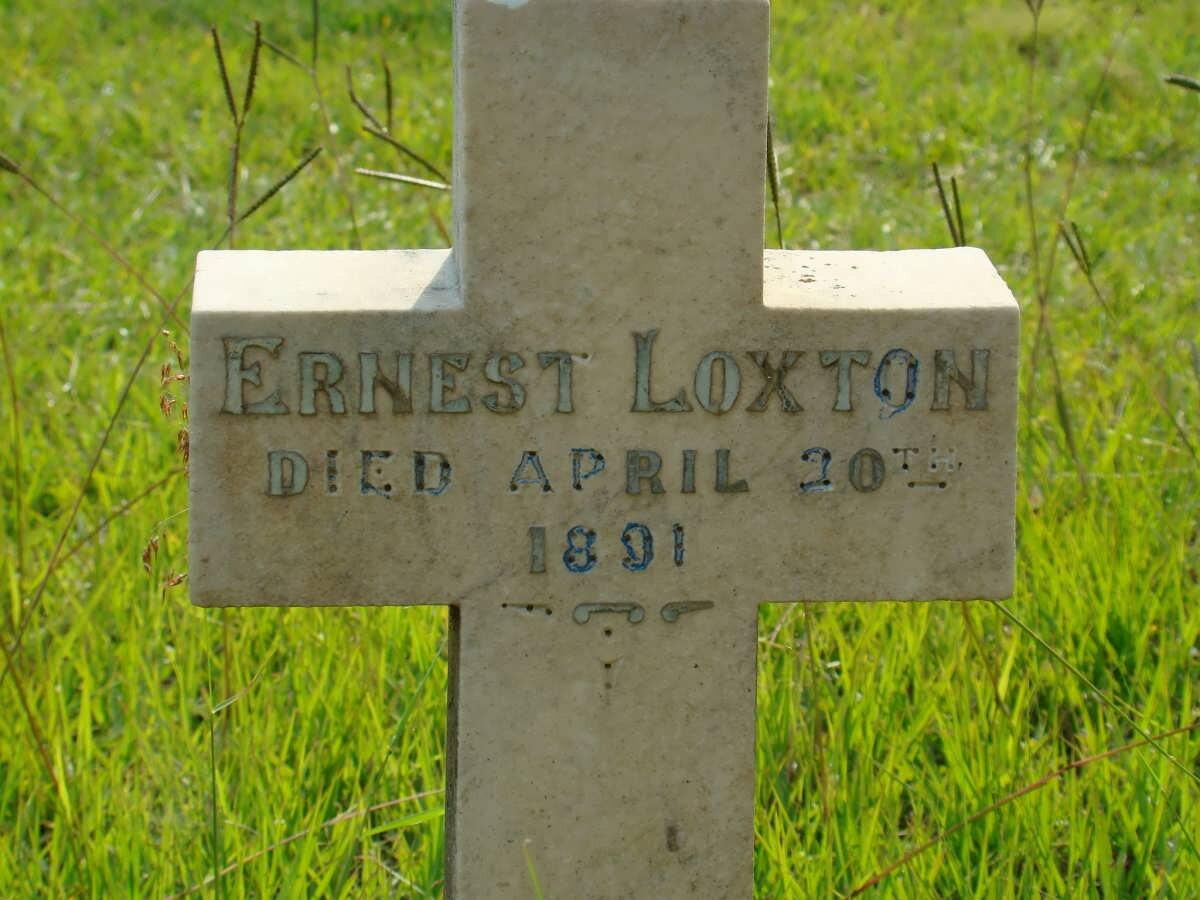 ERNEST LOXTON
DIED APRIL 20TH
1891